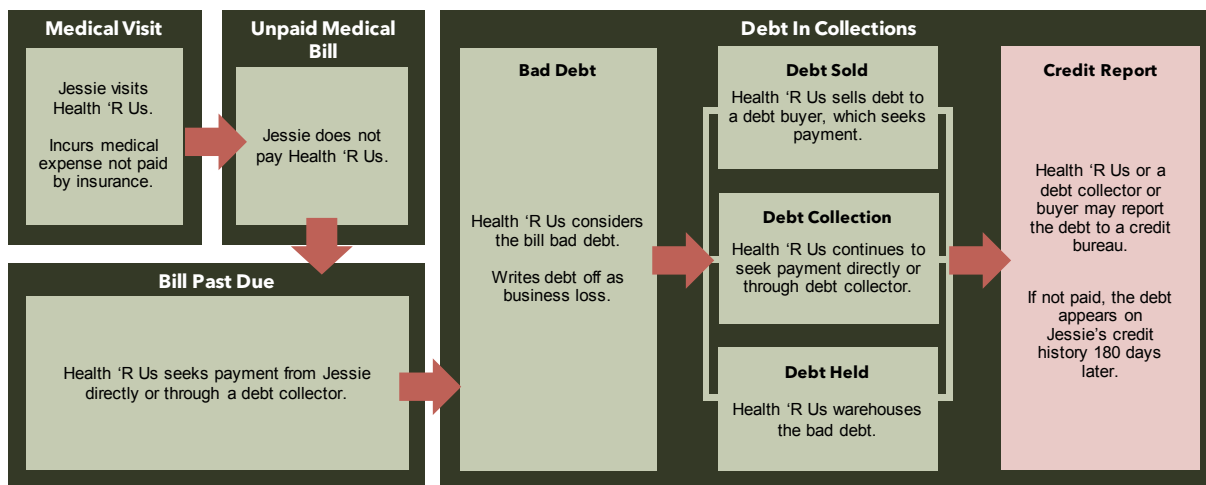 Medical Visit
Jessie visits
Health ‘R Us.
Incurs medical
expense not paid
by insurance.
Unpaid Medical
Bill
Jessie does not
pay Health ‘R Us.
Bill Past Due
Health ‘R Us seeks payment from Jessie
directly or through a debt collector.
Debt In Collections
Bad Debt
Health ‘R Us considers
the bill bad debt.
Writes debt off as
business loss.
Debt Sold
Health ‘R Us sells debt to
a debt buyer, which seeks
payment.
Debt Collection
Health ‘R Us continues to
seek payment directly or
through debt collector.
Debt Held
Health ‘R Us warehouses
the bad debt.
Credit Report
Health ‘R Us or a
debt collector or
buyer may report
the debt to a credit
bureau.
If not paid, the debt
appears on
Jessie’s credit
history 180 days
later.